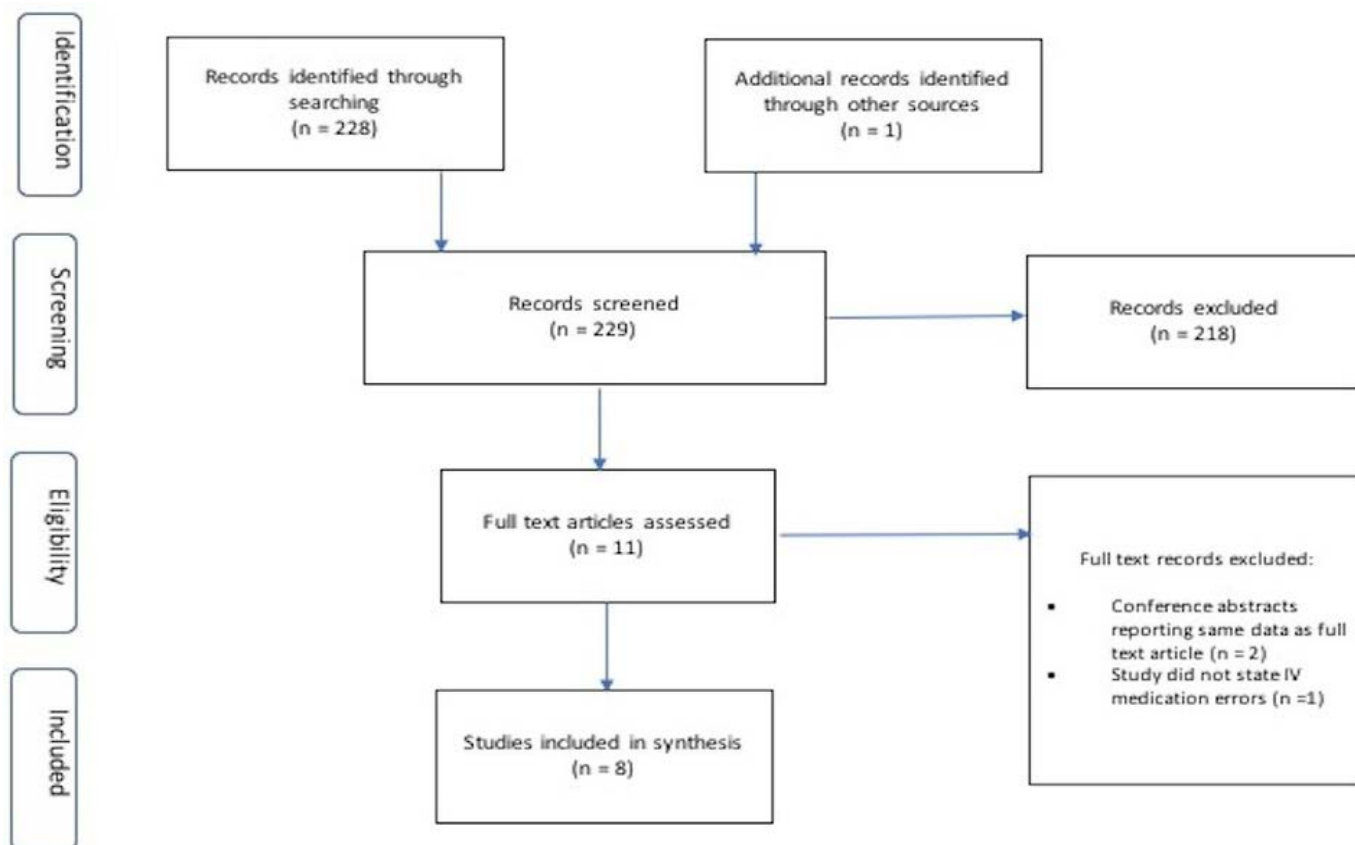 Identification
Records identified through
searching
(n = 228)
Additional records identified
through other sources
(n = 1)
Screening
Records screened
(n = 229)
Records excluded
(n = 218)
Eligibility
Full text articles assessed
(n = 11)
Full text records excluded:
▪ Conference abstracts
reporting same data as full
text article (n = 2)
▪ Study did not state IV
medication errors (n =1)
Included
Studies included in synthesis
(n = 8)